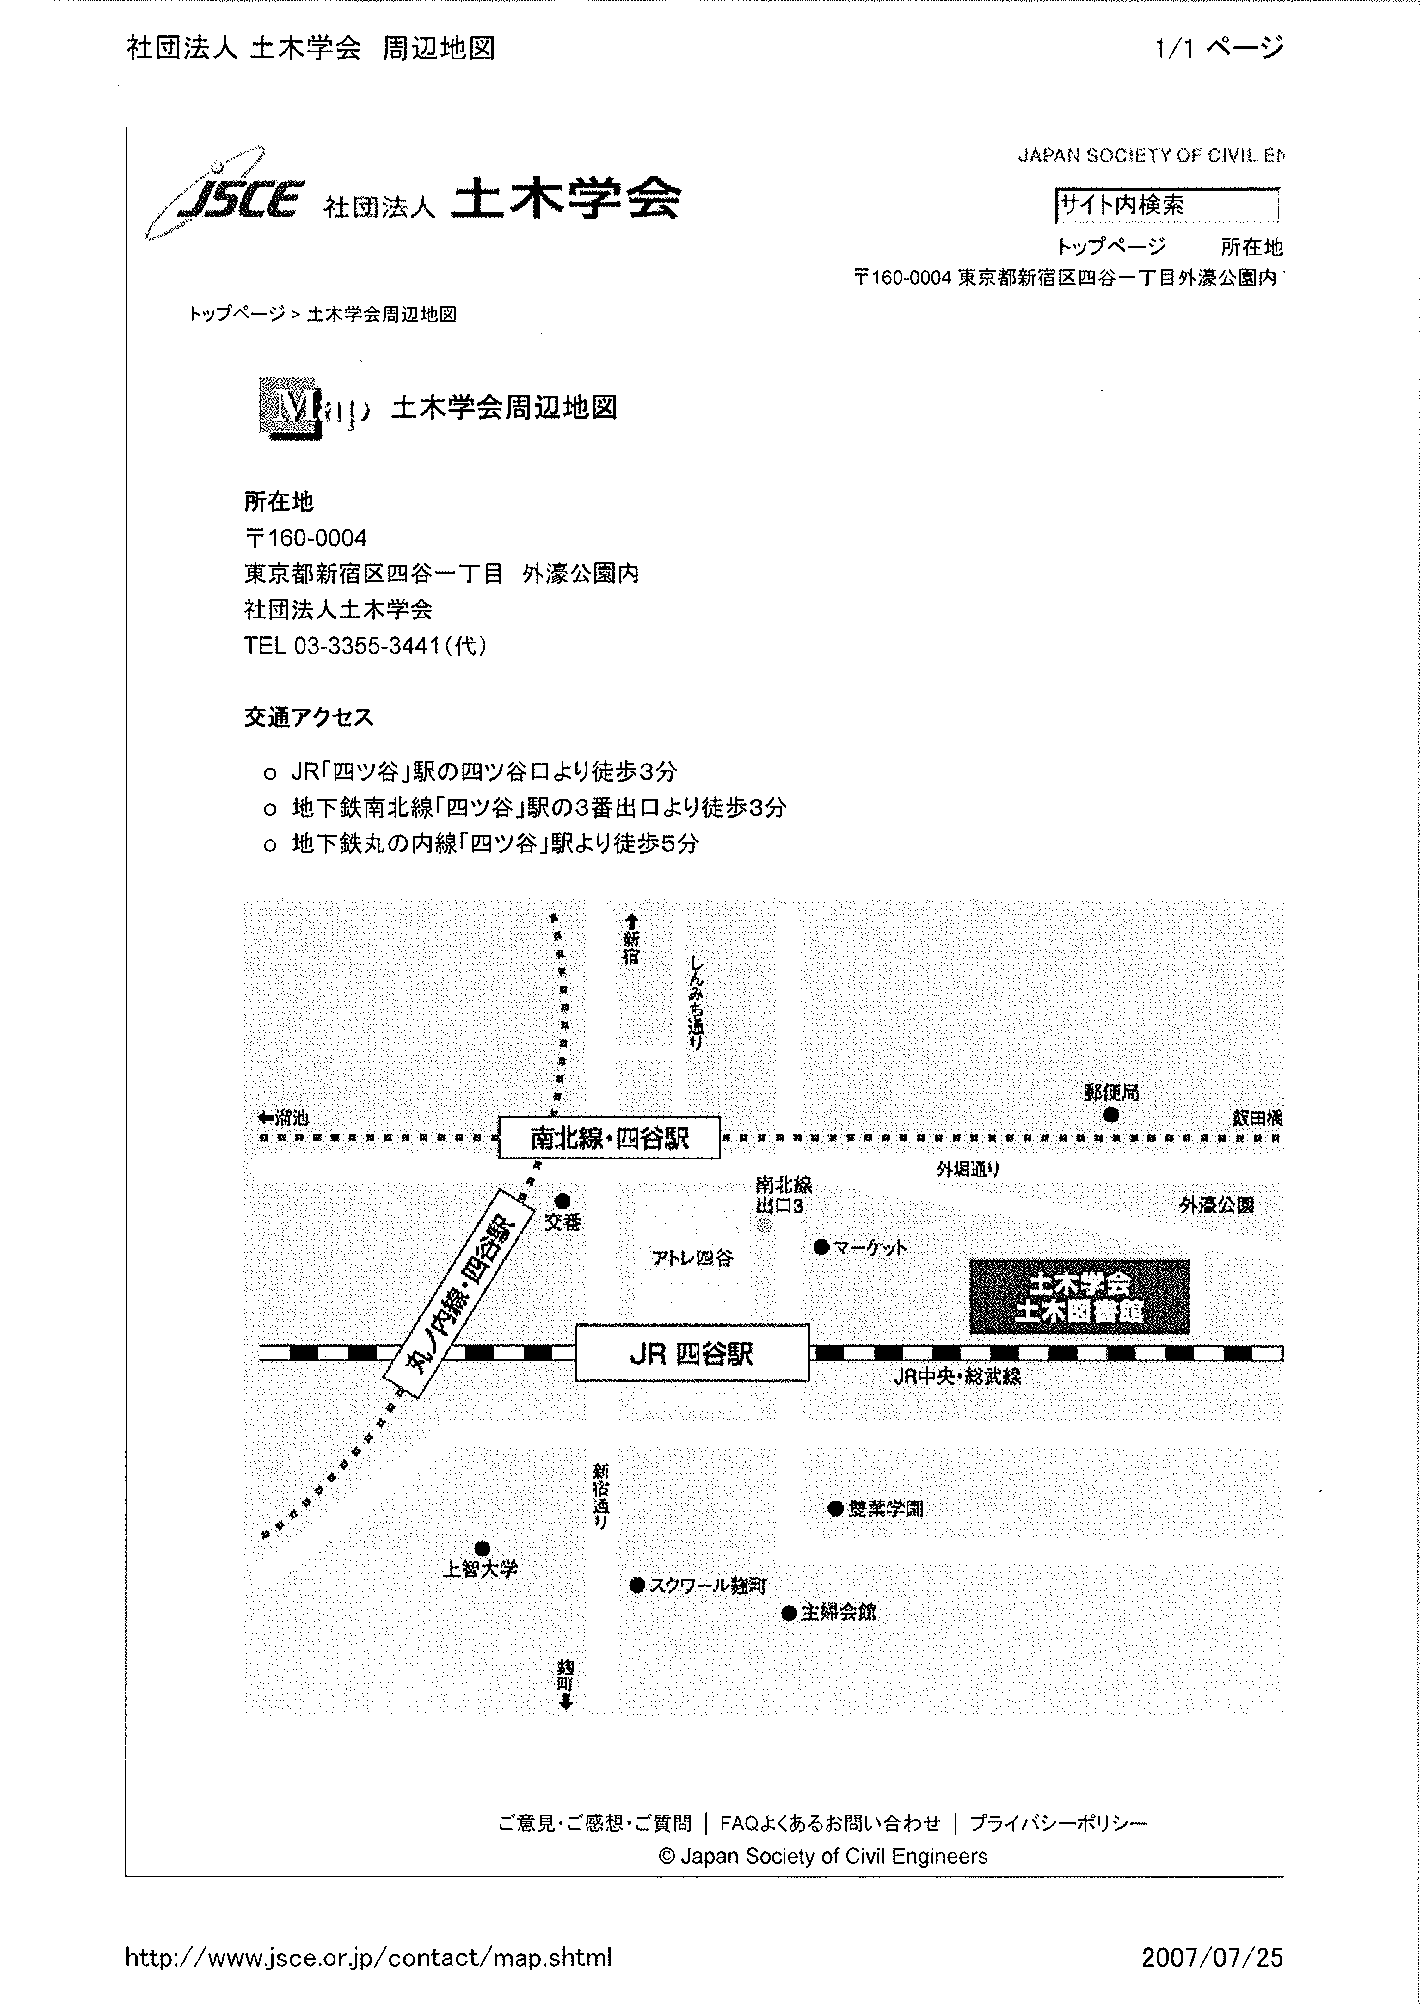 社団法人 土木学会　周辺地図
1/1 ページ
JAPAN SOCIETY OF CIVIL EN
JSCE 社団法人 土木学会
サイト内検索
トップページ　所在地
〒160-0004 東京都新宿区四谷一丁目外濠公園内
トップページ > 土木学会周辺地図
Map 土木学会周辺地図
所在地
〒160-0004
東京都新宿区四谷一丁目　外濠公園内
社団法人土木学会
TEL 03-3355-3441（代）
交通アクセス
○ JR「四ツ谷」駅の四ツ谷口より徒歩3分
○ 地下鉄南北線「四ツ谷」駅の3番出口より徒歩3分
○ 地下鉄丸の内線「四ツ谷」駅より徒歩5分
↑新宿
しんみち通り
郵便局
←溜池
飯田橋
南北線・四谷駅
外堀通り
南北線
出口3
外濠公園
交番
マーケット
アトレ四谷
丸ノ内線・四谷駅
土木学会
土木図書館
JR 四谷駅
JR中央・総武線
新宿通り
雙葉学園
上智大学
スクワール麹町
主婦会館
麹町↓
ご意見・ご感想・ご質問 | FAQよくあるお問い合わせ | プライバシーポリシー
© Japan Society of Civil Engineers
http://www.jsce.or.jp/contact/map.shtml
2007/07/25